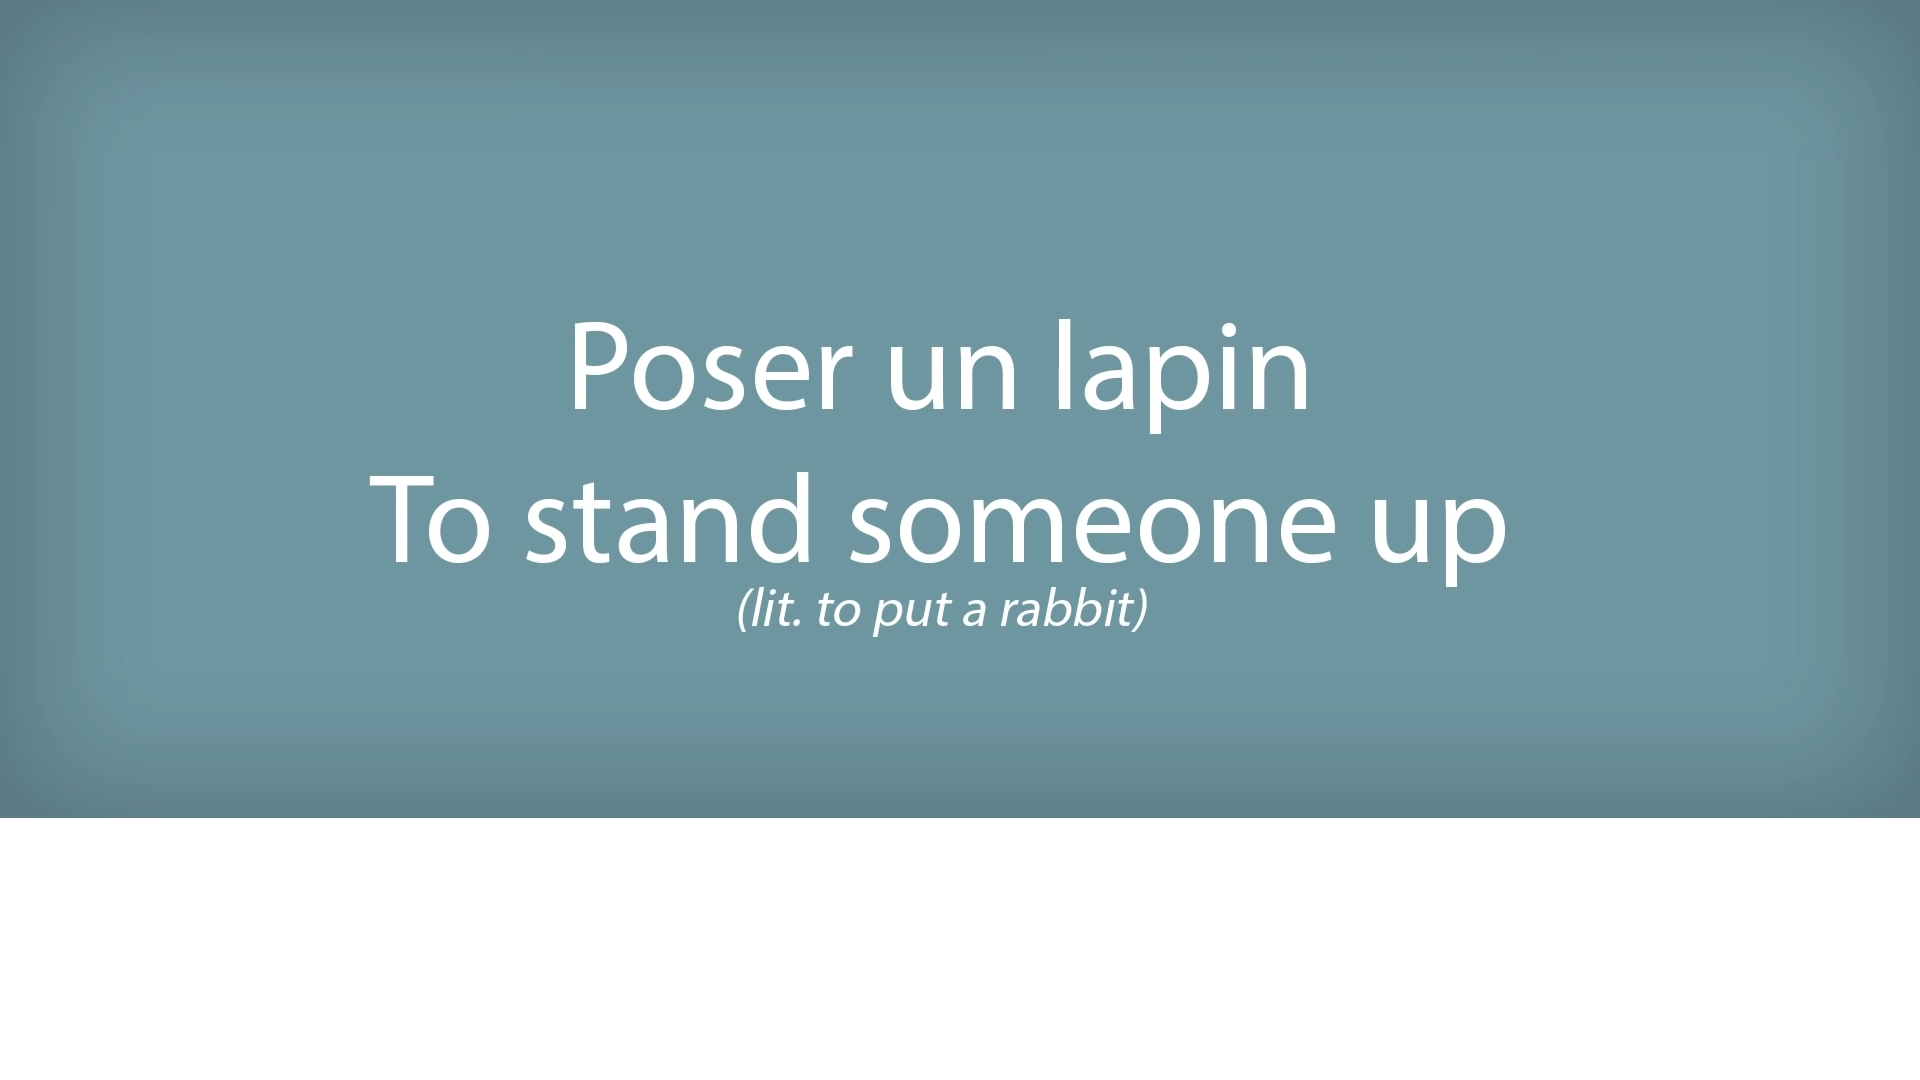 Poser un lapin
To stand someone up
(lit. to put a rabbit)